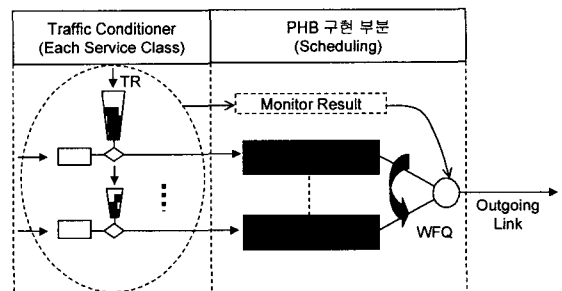 Traffic Conditioner
(Each Service Class)
PHB 구현 부분
(Scheduling)
TR
Monitor Result
WFQ
Outgoing
Link